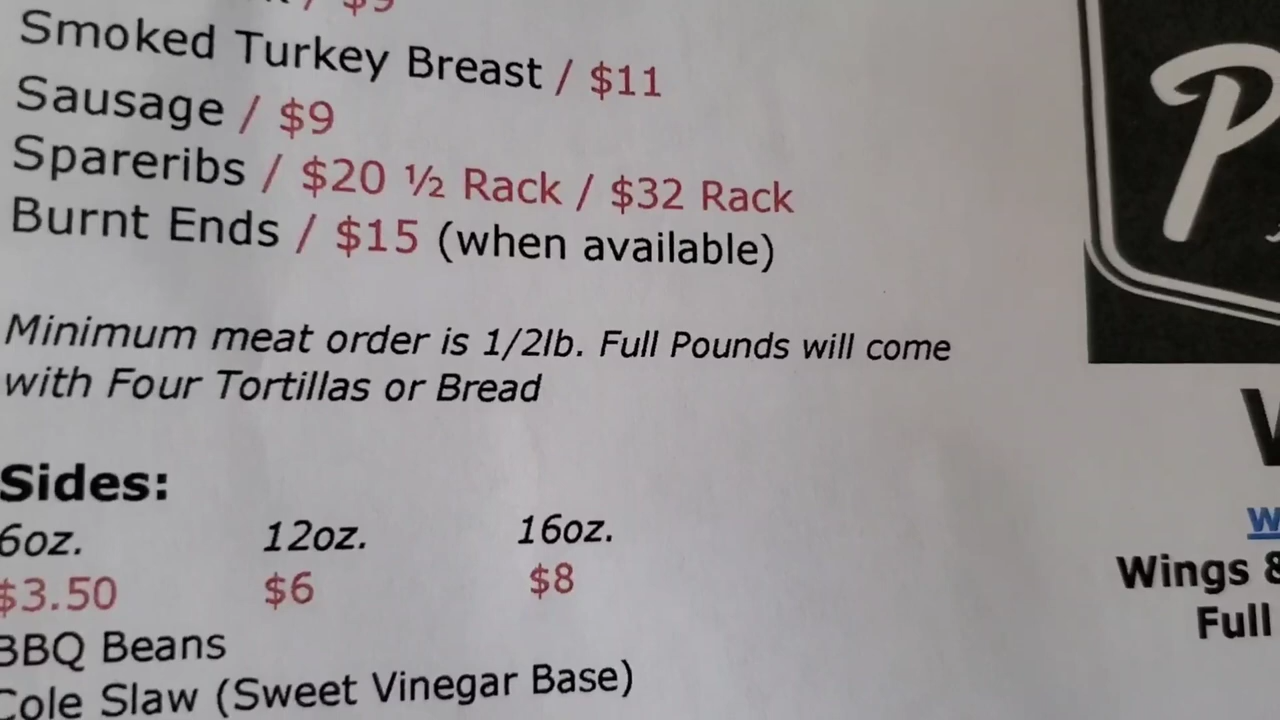 Smoked Turkey Breast / $11
Sausage / $9
Spareribs / $20 ½ Rack / $32 Rack
Burnt Ends / $15 (when available)
Minimum meat order is 1/2lb. Full Pounds will come
with Four Tortillas or Bread
Sides:
6oz. 12oz. 16oz.
$3.50 $6 $8
BBQ Beans
Cole Slaw (Sweet Vinegar Base)
Wings &
Full